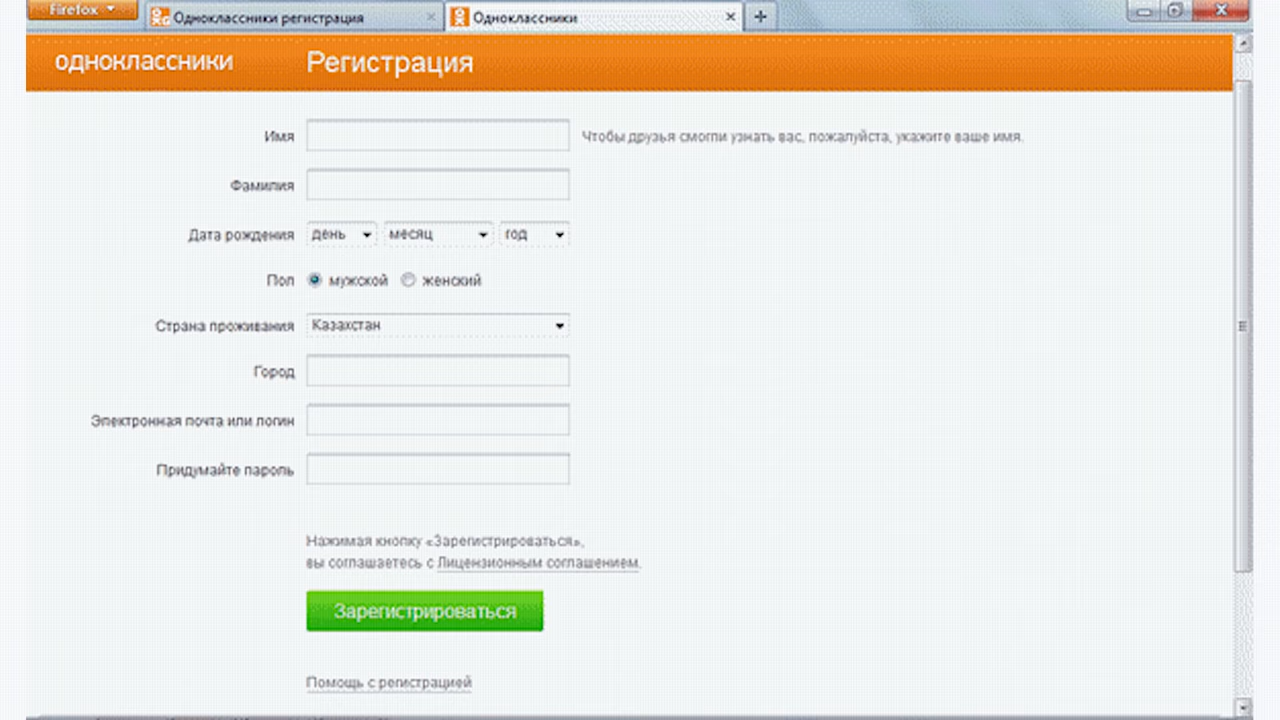 Firefox
Одноклассники регистрация
Одноклассники
одноклассники
Регистрация
Имя
Чтобы друзья смогли узнать вас, пожалуйста, укажите ваше имя.
Фамилия
Дата рождения день месяц год
Пол мужской женский
Страна проживания Казахстан
Город
Электронная почта или логин
Придумайте пароль
Нажимая кнопку «Зарегистрироваться»,
вы соглашаетесь с Лицензионным соглашением.
Зарегистрироваться
Помощь с регистрацией